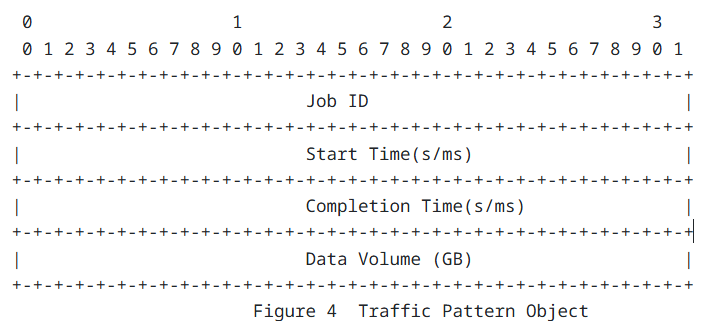 0                   1                   2                   3
 0 1 2 3 4 5 6 7 8 9 0 1 2 3 4 5 6 7 8 9 0 1 2 3 4 5 6 7 8 9 0 1
+-+-+-+-+-+-+-+-+-+-+-+-+-+-+-+-+-+-+-+-+-+-+-+-+-+-+-+-+-+-+-+-+
|                           Job ID                              |
+-+-+-+-+-+-+-+-+-+-+-+-+-+-+-+-+-+-+-+-+-+-+-+-+-+-+-+-+-+-+-+-+
|                           Start Time(s/ms)                    |
+-+-+-+-+-+-+-+-+-+-+-+-+-+-+-+-+-+-+-+-+-+-+-+-+-+-+-+-+-+-+-+-+
|                           Completion Time(s/ms)               |
+-+-+-+-+-+-+-+-+-+-+-+-+-+-+-+-+-+-+-+-+-+-+-+-+-+-+-+-+-+-+-+-+
|                           Data Volume (GB)                    |
+-+-+-+-+-+-+-+-+-+-+-+-+-+-+-+-+-+-+-+-+-+-+-+-+-+-+-+-+-+-+-+-+
                      Figure 4  Traffic Pattern Object